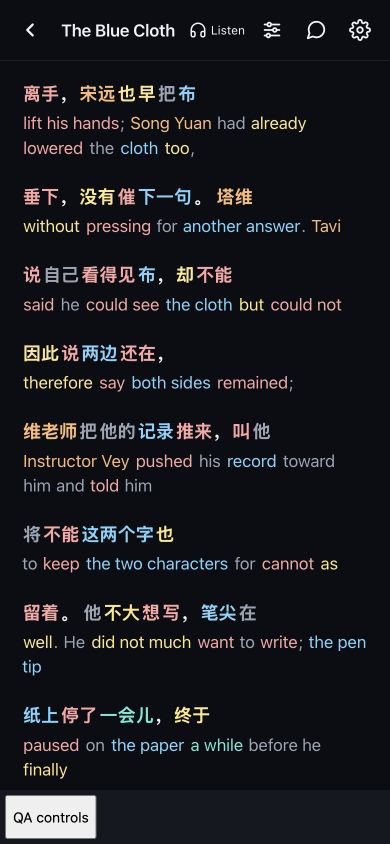 The Blue Cloth Listen
离手，宋远也早把布
lift his hands; Song Yuan had already
lowered the cloth too,
垂下，没有催下一句。 塔维
without pressing for another answer. Tavi
说自己看得见布，却不能
said he could see the cloth but could not
因此说两边还在，
therefore say both sides remained;
维老师把他的记录推来，叫他
Instructor Vey pushed his record toward
him and told him
将不能这两个字也
to keep the two characters for cannot as
留着。 他不大想写，笔尖在
well. He did not much want to write; the pen
tip
纸上停了一会儿，终于
paused on the paper a while before he
finally
QA controls